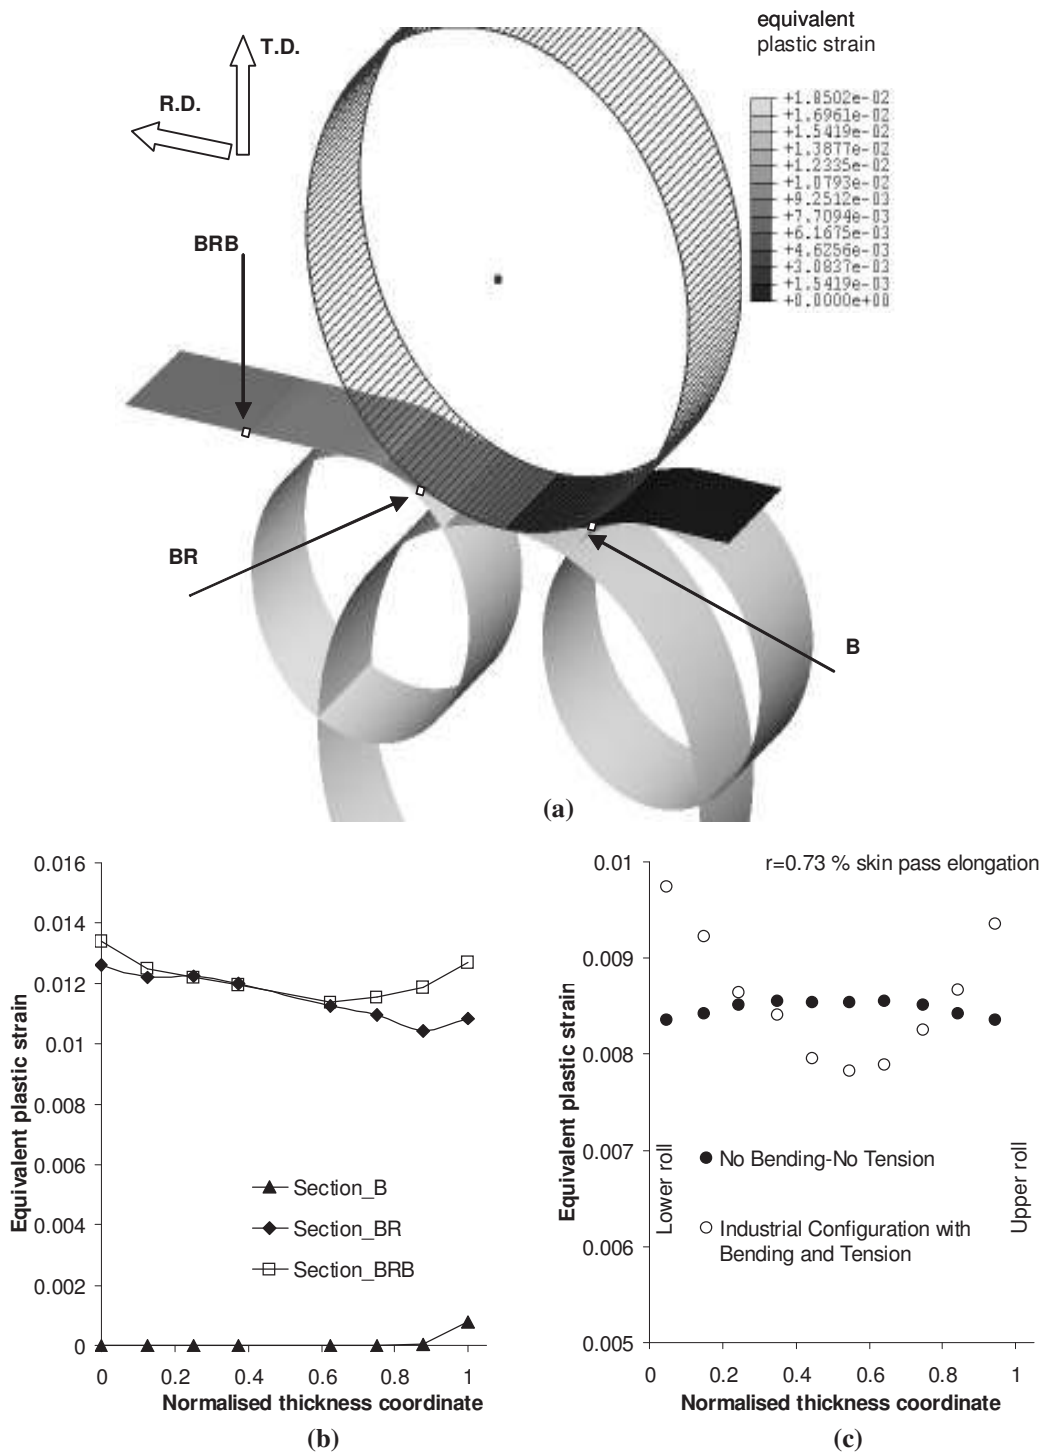 equivalent
plastic strain
T.D.
R.D.
+1.8502e-02
+1.6961e-02
+1.5419e-02
+1.3877e-02
+1.2335e-02
+1.0793e-02
+9.2512e-03
+7.7094e-03
+6.1675e-03
+4.6256e-03
+3.0837e-03
+1.5419e-03
+0.0000e+00
BRB
BR
B
(a)
0.016
0.014
0.012
0.01
0.008
0.006
0.004
0.002
0
Equivalent plastic strain
Section_B
Section_BR
Section_BRB
0 0.2 0.4 0.6 0.8 1
Normalised thickness coordinate
(b)
r=0.73 % skin pass elongation
0.01
0.009
0.008
0.007
0.006
0.005
Equivalent plastic strain
Lower roll
Upper roll
No Bending-No Tension
Industrial Configuration with
Bending and Tension
0 0.2 0.4 0.6 0.8 1
Normalised thickness coordinate
(c)